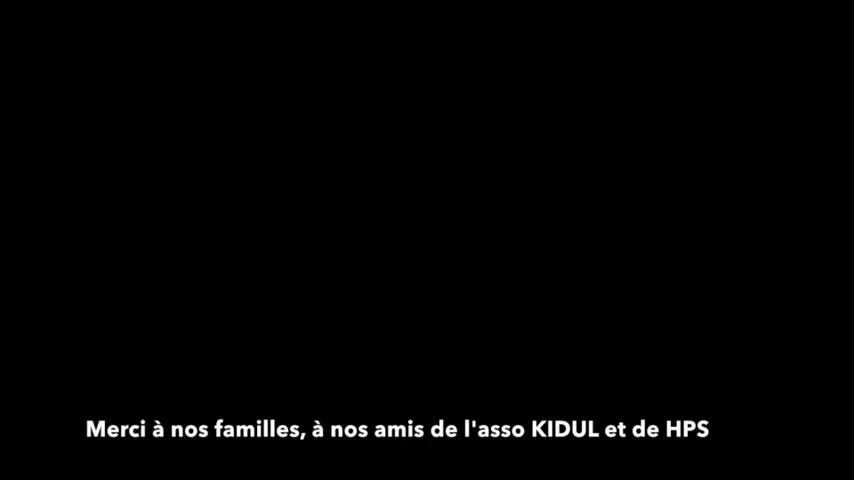 Merci à nos familles, à nos amis de l'asso KIDUL et de HPS